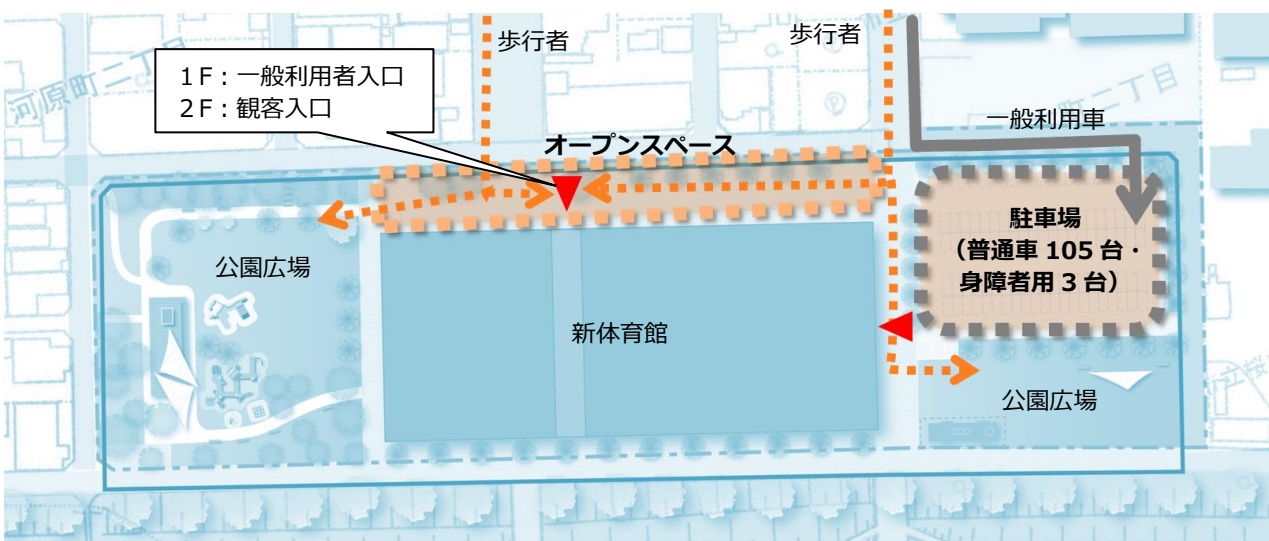 歩行者
歩行者
1F：一般利用者入口
2F：観客入口
河原町二丁目
二丁目
一般利用車
オープンスペース
駐車場
（普通車 105 台・
身障者用 3 台）
公園広場
新体育館
公園広場